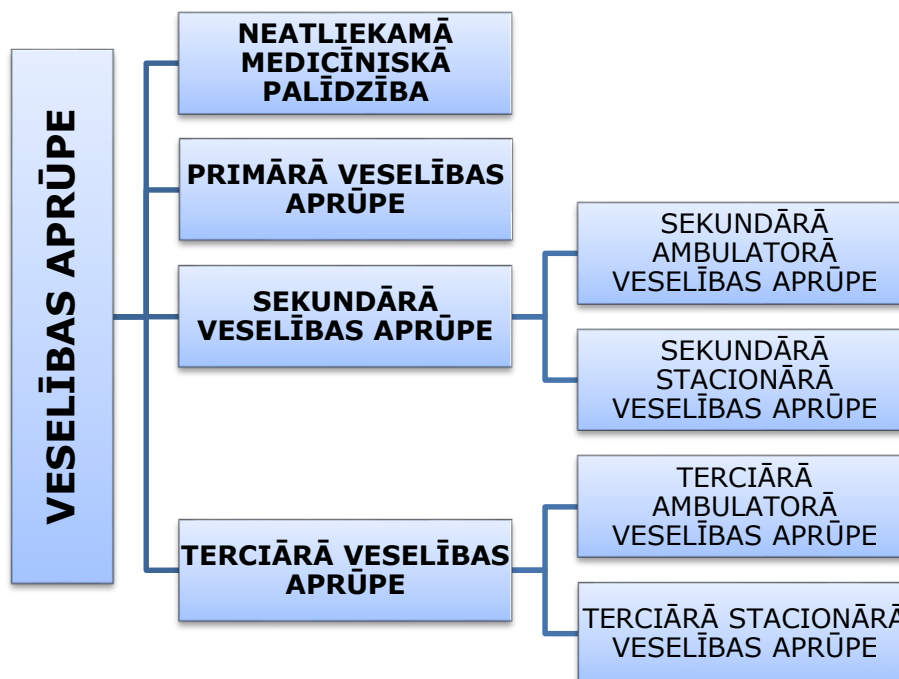 VESELĪBAS APRŪPE
NEATLIEKAMĀ
MEDICĪNISKĀ
PALĪDZĪBA
PRIMĀRĀ VESELĪBAS
APRŪPE
SEKUNDĀRĀ
VESELĪBAS APRŪPE
SEKUNDĀRĀ
AMBULATORĀ
VESELĪBAS APRŪPE
SEKUNDĀRĀ
STACIONĀRĀ
VESELĪBAS APRŪPE
TERCIĀRĀ VESELĪBAS
APRŪPE
TERCIĀRĀ
AMBULATORĀ
VESELĪBAS APRŪPE
TERCIĀRĀ STACIONĀRĀ
VESELĪBAS APRŪPE